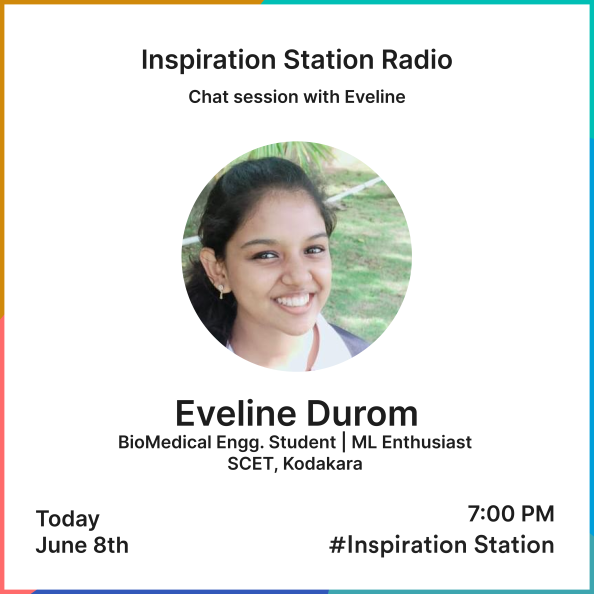 Inspiration Station Radio
Chat session with Eveline
Eveline Durom
BioMedical Engg. Student | ML Enthusiast
SCET, Kodakara
Today
June 8th
7:00 PM
#Inspiration Station